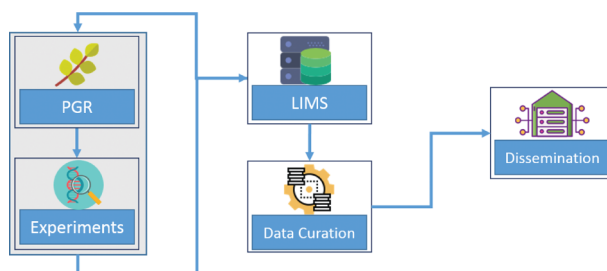 PGR
Experiments
LIMS
Data Curation
Dissemination